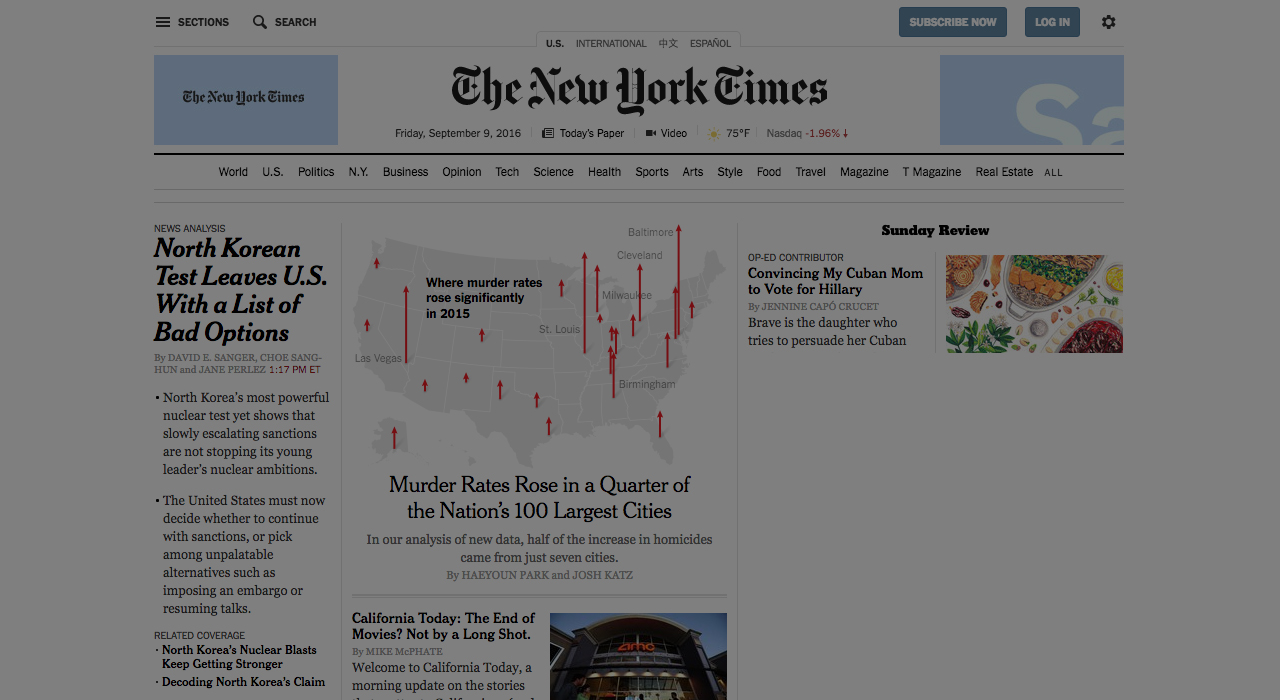 SECTIONS
SEARCH
SUBSCRIBE NOW
LOG IN
U.S.
INTERNATIONAL
中文
ESPAÑOL
The New York Times
The New York Times
Sa
Friday, September 9, 2016
Today's Paper
Video
75°F
Nasdaq -1.96%
World
U.S.
Politics
N.Y.
Business
Opinion
Tech
Science
Health
Sports
Arts
Style
Food
Travel
Magazine
T Magazine
Real Estate
ALL
NEWS ANALYSIS
North Korean
Test Leaves U.S.
With a List of
Bad Options
By DAVID E. SANGER, CHOE SANG-
HUN and JANE PERLEZ 1:17 PM ET
• North Korea's most powerful
nuclear test yet shows that
slowly escalating sanctions
are not stopping its young
leader's nuclear ambitions.
• The United States must now
decide whether to continue
with sanctions, or pick
among unpalatable
alternatives such as
imposing an embargo or
resuming talks.
RELATED COVERAGE
· North Korea's Nuclear Blasts
Keep Getting Stronger
· Decoding North Korea's Claim
Where murder rates
rose significantly
in 2015
Baltimore
Cleveland
Milwaukee
St. Louis
Las Vegas
Birmingham
Murder Rates Rose in a Quarter of
the Nation's 100 Largest Cities
In our analysis of new data, half of the increase in homicides
came from just seven cities.
By HAEYOUN PARK and JOSH KATZ
California Today: The End of
Movies? Not by a Long Shot.
By MIKE McPHATE
Welcome to California Today, a
morning update on the stories
amc
Sunday Review
OP-ED CONTRIBUTOR
Convincing My Cuban Mom
to Vote for Hillary
By JENNINE CAPÓ CRUCET
Brave is the daughter who
tries to persuade her Cuban